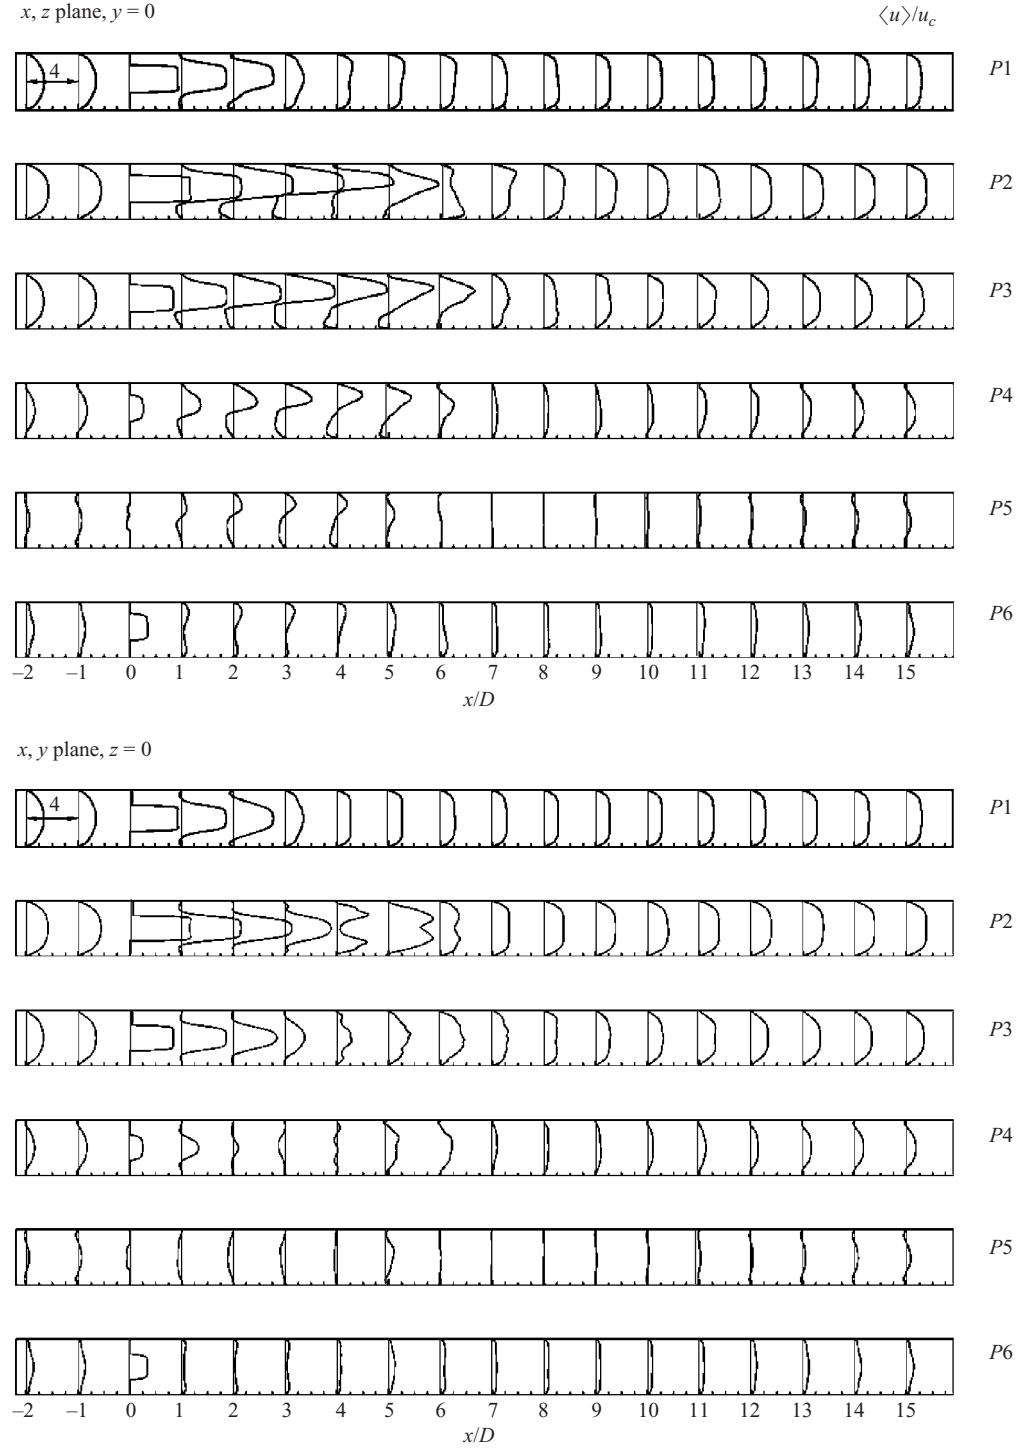 x, z plane, y = 0
⟨u⟩/u_c
4
P1
P2
P3
P4
P5
P6
–2 –1 0 1 2 3 4 5 6 7 8 9 10 11 12 13 14 15
x/D
x, y plane, z = 0
4
P1
P2
P3
P4
P5
P6
–2 –1 0 1 2 3 4 5 6 7 8 9 10 11 12 13 14 15
x/D